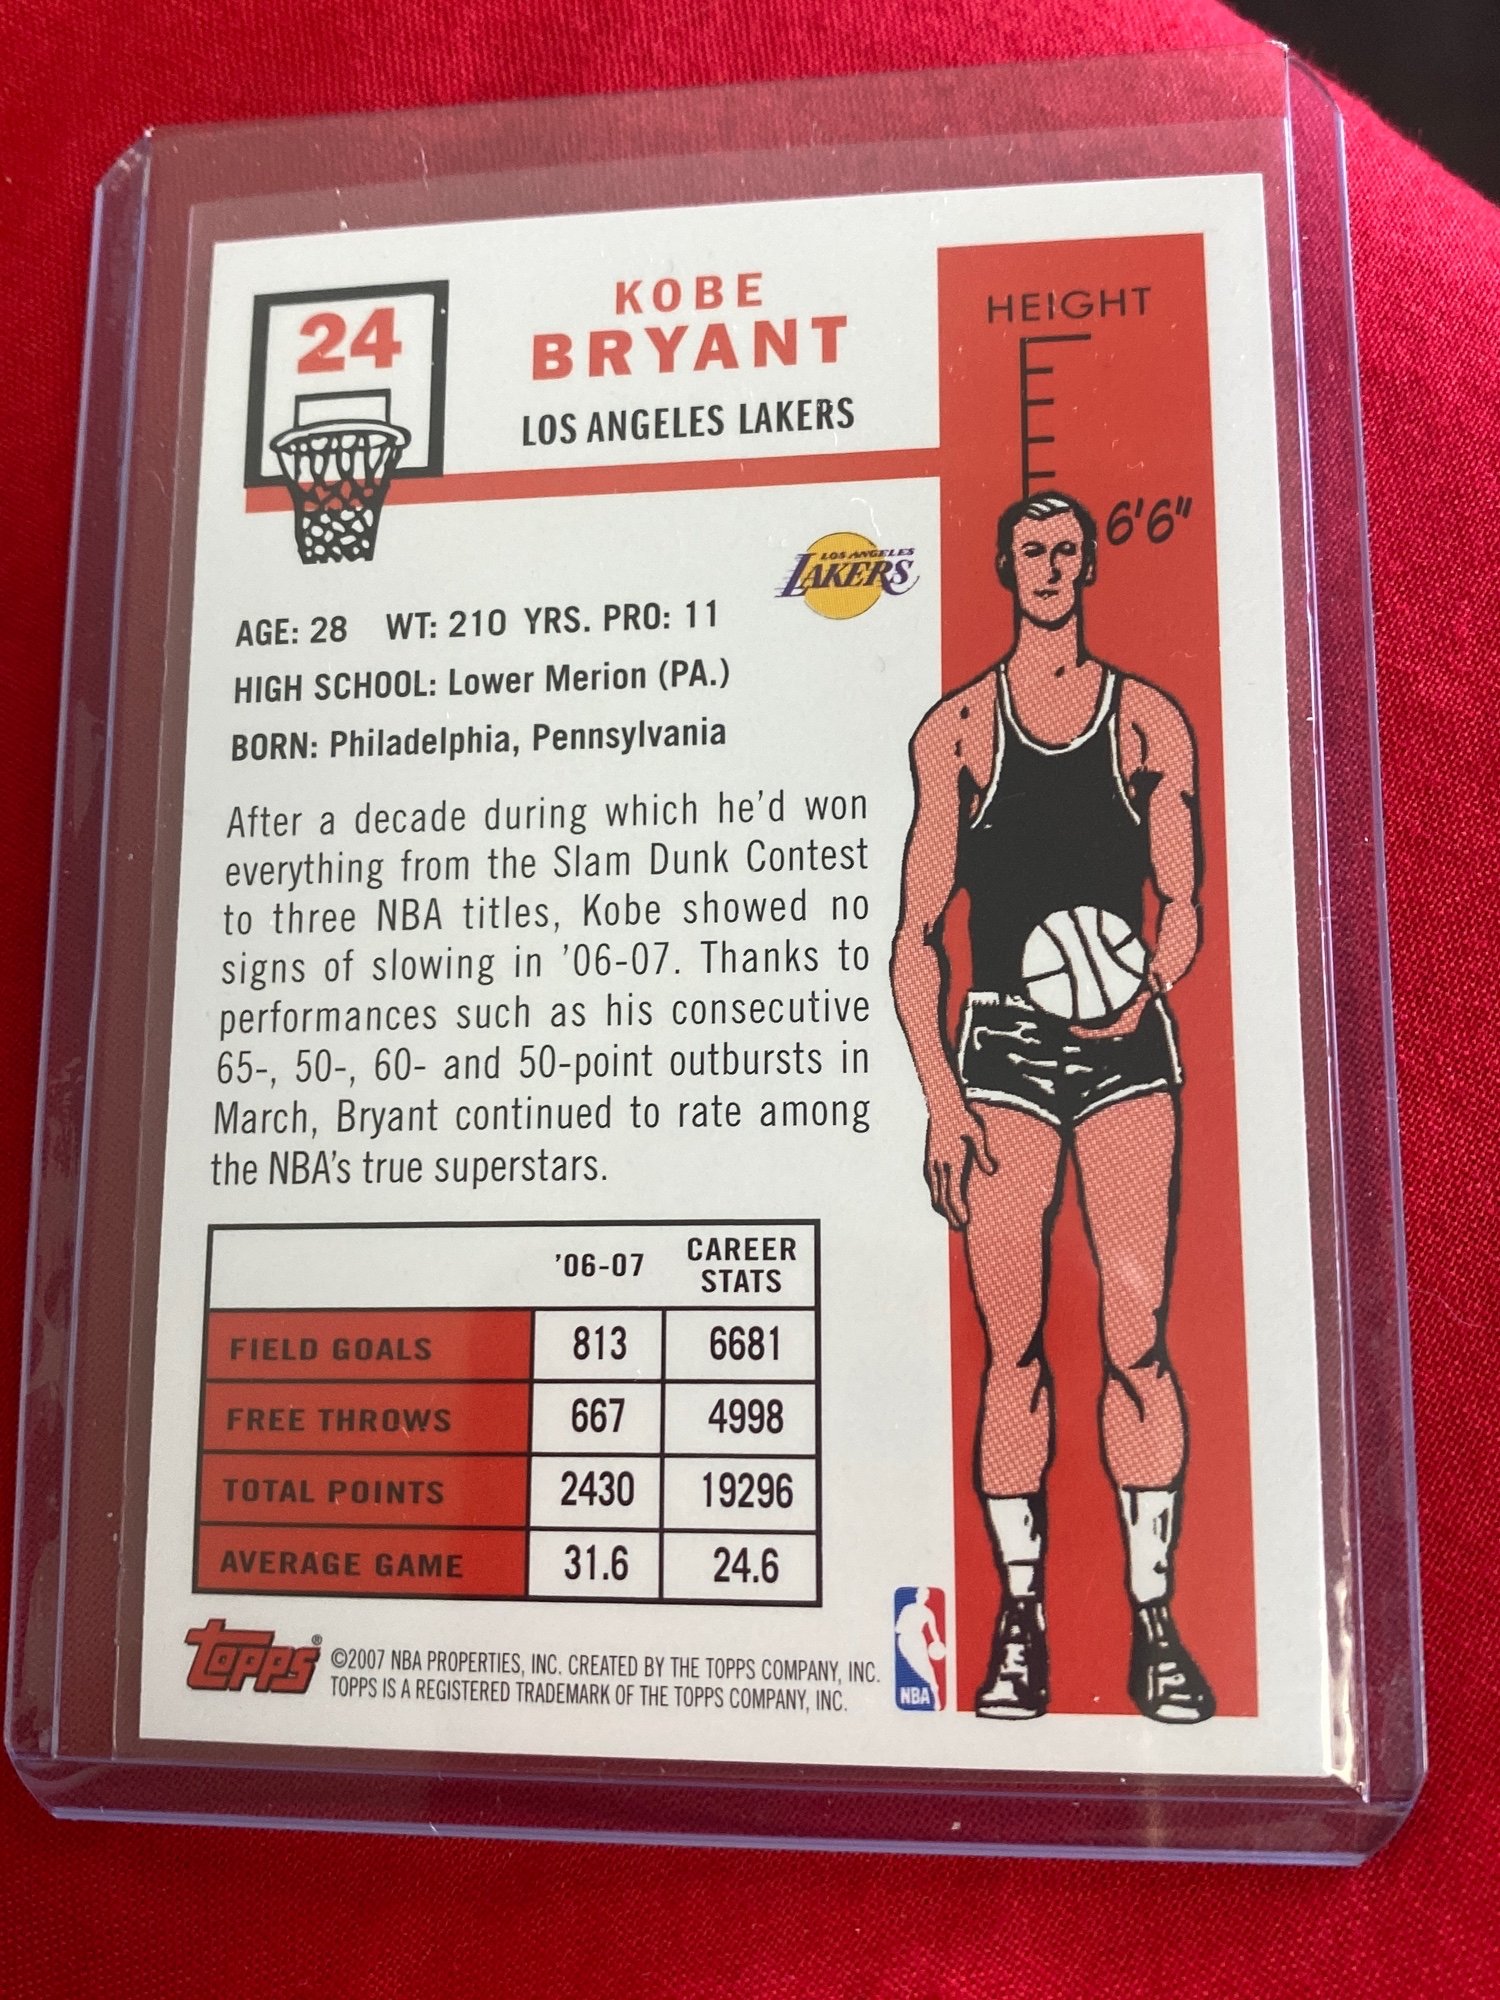 24
KOBE
BRYANT
LOS ANGELES LAKERS
HEIGHT
6'6"
LOS ANGELES
LAKERS
AGE: 28 WT: 210 YRS. PRO: 11
HIGH SCHOOL: Lower Merion (PA.)
BORN: Philadelphia, Pennsylvania
After a decade during which he'd won
everything from the Slam Dunk Contest
to three NBA titles, Kobe showed no
signs of slowing in '06-07. Thanks to
performances such as his consecutive
65-, 50-, 60- and 50-point outbursts in
March, Bryant continued to rate among
the NBA's true superstars.
'06-07 CAREER STATS
FIELD GOALS 813 6681
FREE THROWS 667 4998
TOTAL POINTS 2430 19296
AVERAGE GAME 31.6 24.6
Topps® ©2007 NBA PROPERTIES, INC. CREATED BY THE TOPPS COMPANY, INC.
TOPPS IS A REGISTERED TRADEMARK OF THE TOPPS COMPANY, INC.
NBA